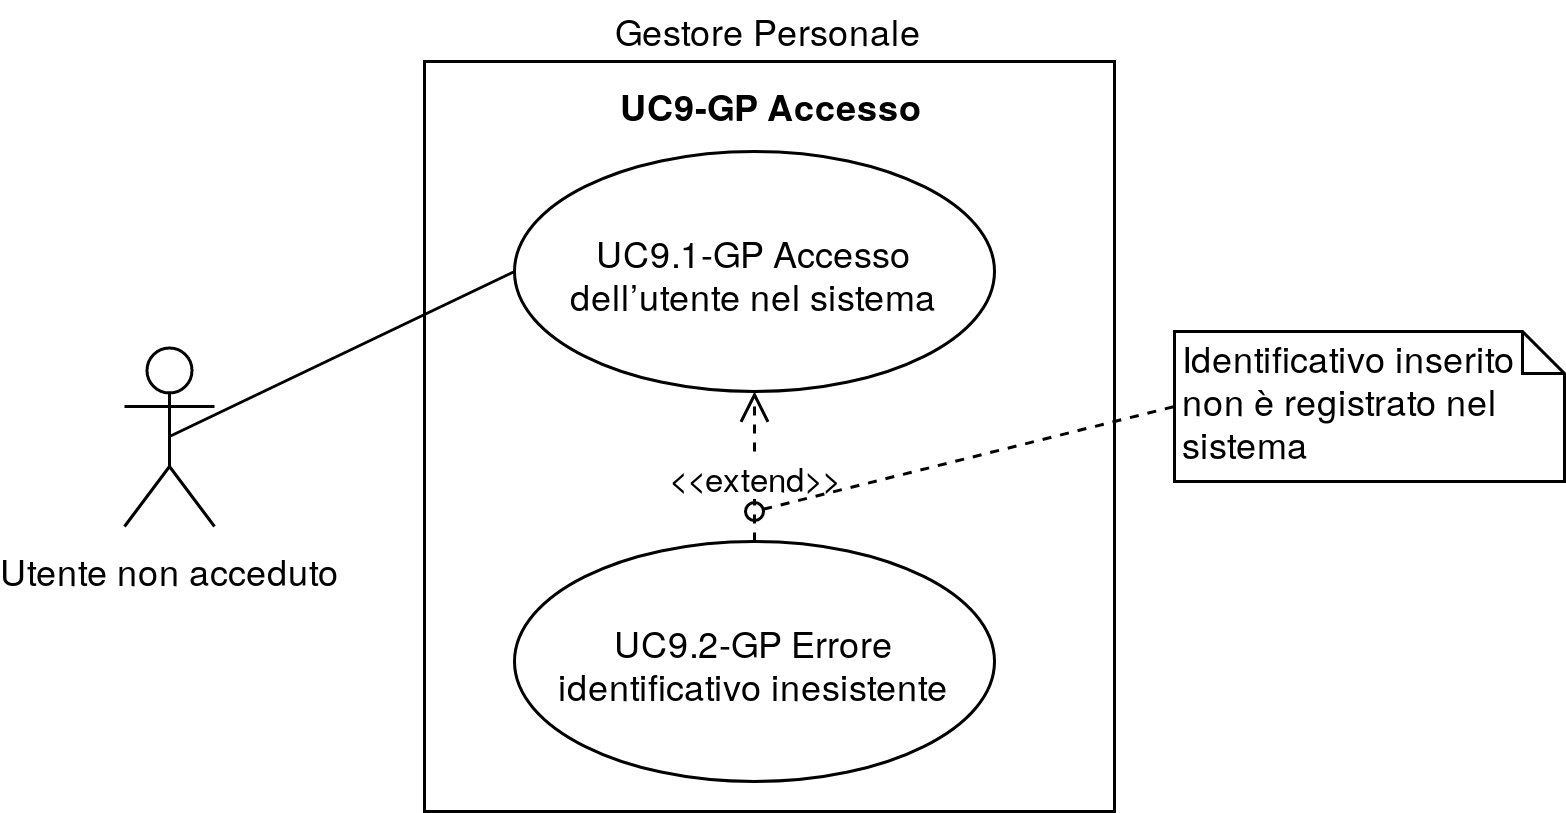 Gestore Personale
UC9-GP Accesso
UC9.1-GP Accesso
dell'utente nel sistema
Identificativo inserito
non è registrato nel
sistema
<<extend>>
Utente non acceduto
UC9.2-GP Errore
identificativo inesistente